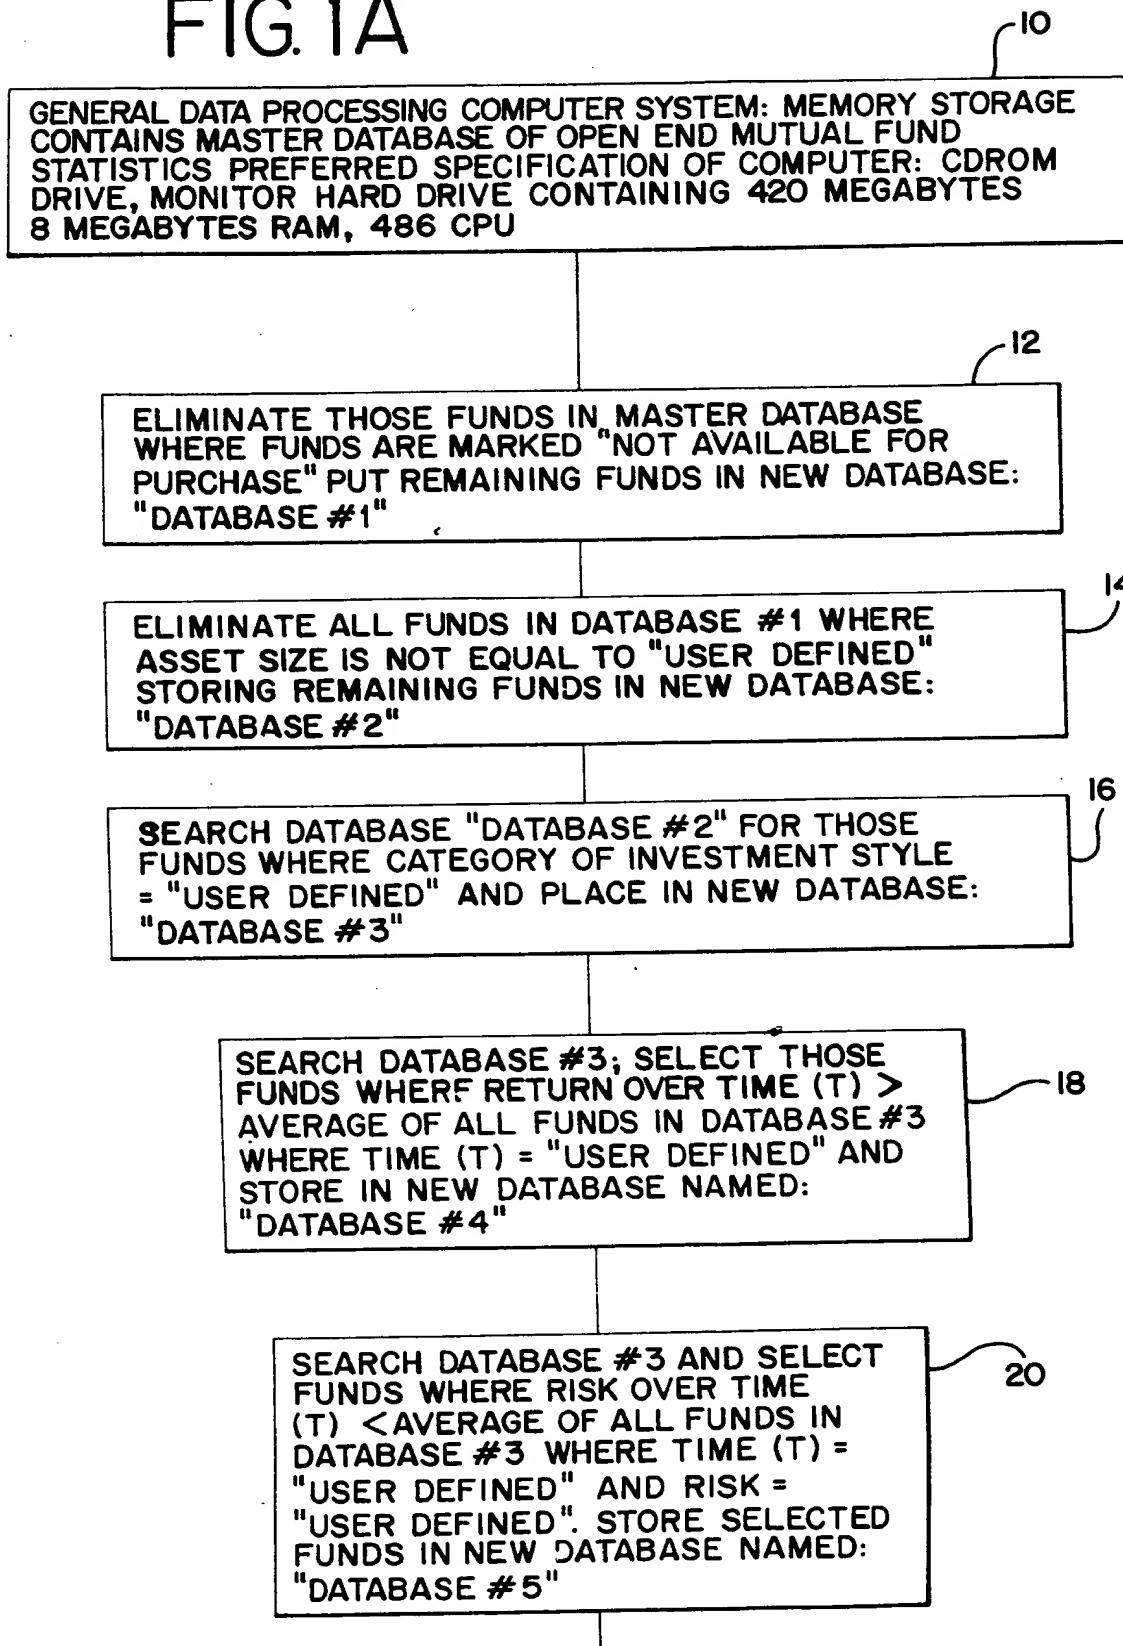 FIG. 1A
10
GENERAL DATA PROCESSING COMPUTER SYSTEM: MEMORY STORAGE
CONTAINS MASTER DATABASE OF OPEN END MUTUAL FUND
STATISTICS PREFERRED SPECIFICATION OF COMPUTER: CDROM
DRIVE, MONITOR HARD DRIVE CONTAINING 420 MEGABYTES
8 MEGABYTES RAM, 486 CPU
12
ELIMINATE THOSE FUNDS IN MASTER DATABASE
WHERE FUNDS ARE MARKED "NOT AVAILABLE FOR
PURCHASE" PUT REMAINING FUNDS IN NEW DATABASE:
"DATABASE #1"
14
ELIMINATE ALL FUNDS IN DATABASE #1 WHERE
ASSET SIZE IS NOT EQUAL TO "USER DEFINED"
STORING REMAINING FUNDS IN NEW DATABASE:
"DATABASE #2"
16
SEARCH DATABASE "DATABASE #2" FOR THOSE
FUNDS WHERE CATEGORY OF INVESTMENT STYLE
= "USER DEFINED" AND PLACE IN NEW DATABASE:
"DATABASE #3"
18
SEARCH DATABASE #3; SELECT THOSE
FUNDS WHERE RETURN OVER TIME (T) >
AVERAGE OF ALL FUNDS IN DATABASE #3
WHERE TIME (T) = "USER DEFINED" AND
STORE IN NEW DATABASE NAMED:
"DATABASE #4"
20
SEARCH DATABASE #3 AND SELECT
FUNDS WHERE RISK OVER TIME
(T) < AVERAGE OF ALL FUNDS IN
DATABASE #3 WHERE TIME (T) =
"USER DEFINED" AND RISK =
"USER DEFINED". STORE SELECTED
FUNDS IN NEW DATABASE NAMED:
"DATABASE #5"